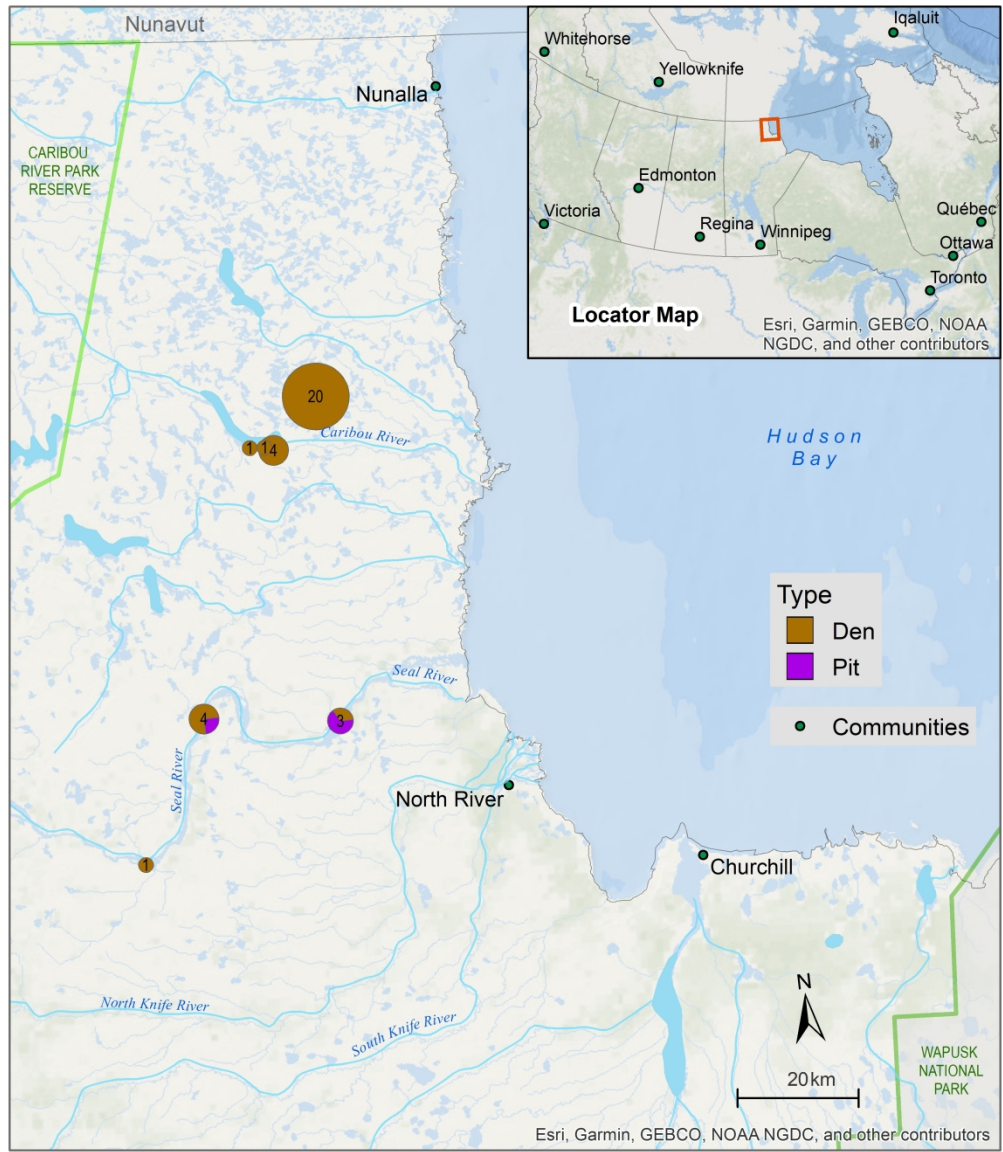 Nunavut
Nunalla
CARIBOU
RIVER PARK
RESERVE
Iqaluit
Whitehorse
Yellowknife
Edmonton
Victoria
Regina
Winnipeg
Québec
Ottawa
Toronto
Locator Map
Esri, Garmin, GEBCO, NOAA
NGDC, and other contributors
20
Caribou River
1
1
4
Hudson
Bay
Type
Den
Pit
Communities
Seal River
4
3
Seal River
1
North River
Churchill
North Knife River
South Knife River
N
20km
WAPUSK
NATIONAL
PARK
Esri, Garmin, GEBCO, NOAA NGDC, and other contributors